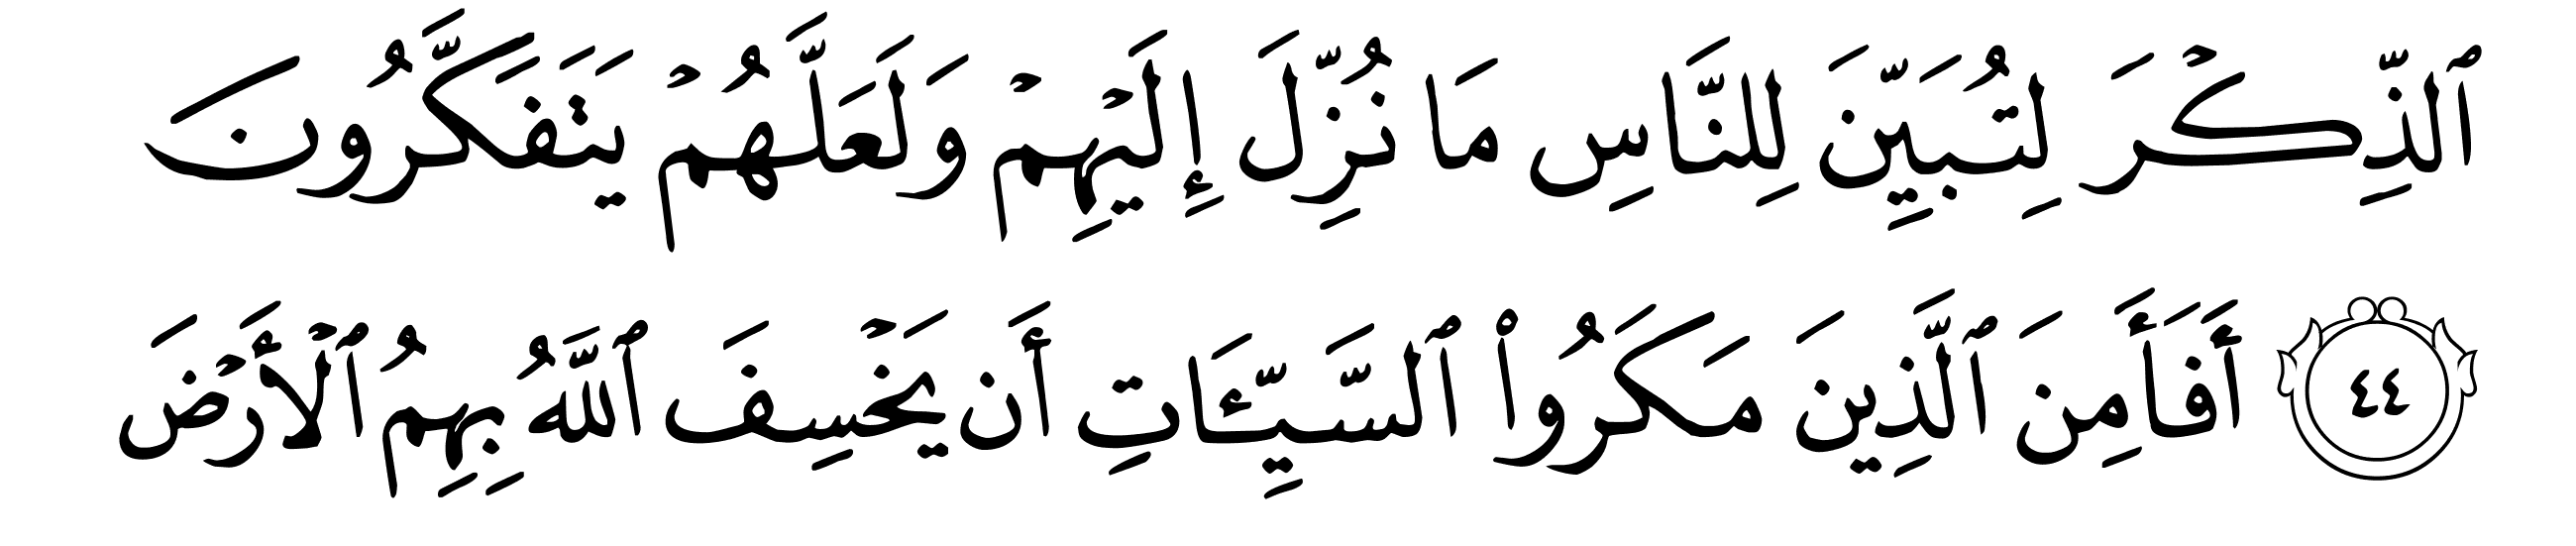 ٱلذِّكۡرَ لِتُبَيِّنَ لِلنَّاسِ مَا نُزِّلَ إِلَيۡهِمۡ وَلَعَلَّهُمۡ يَتَفَكَّرُونَ
٤٤ أَفَأَمِنَ ٱلَّذِينَ مَكَرُواْ ٱلسَّيِّـَٔاتِ أَن يَخۡسِفَ ٱللَّهُ بِهِمُ ٱلۡأَرۡضَ